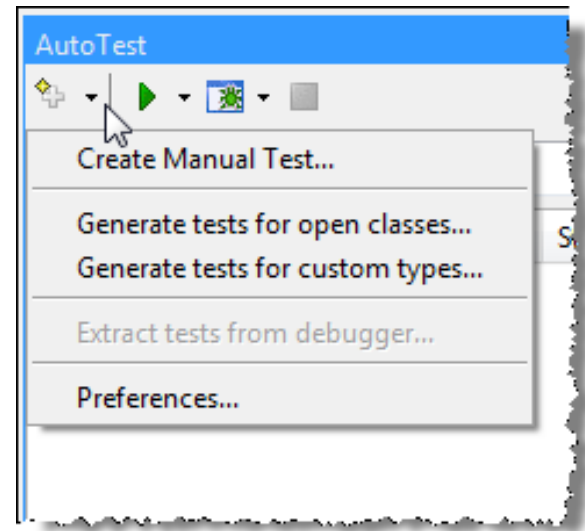 AutoTest
Create Manual Test...
Generate tests for open classes...
Generate tests for custom types...
Extract tests from debugger...
Preferences...